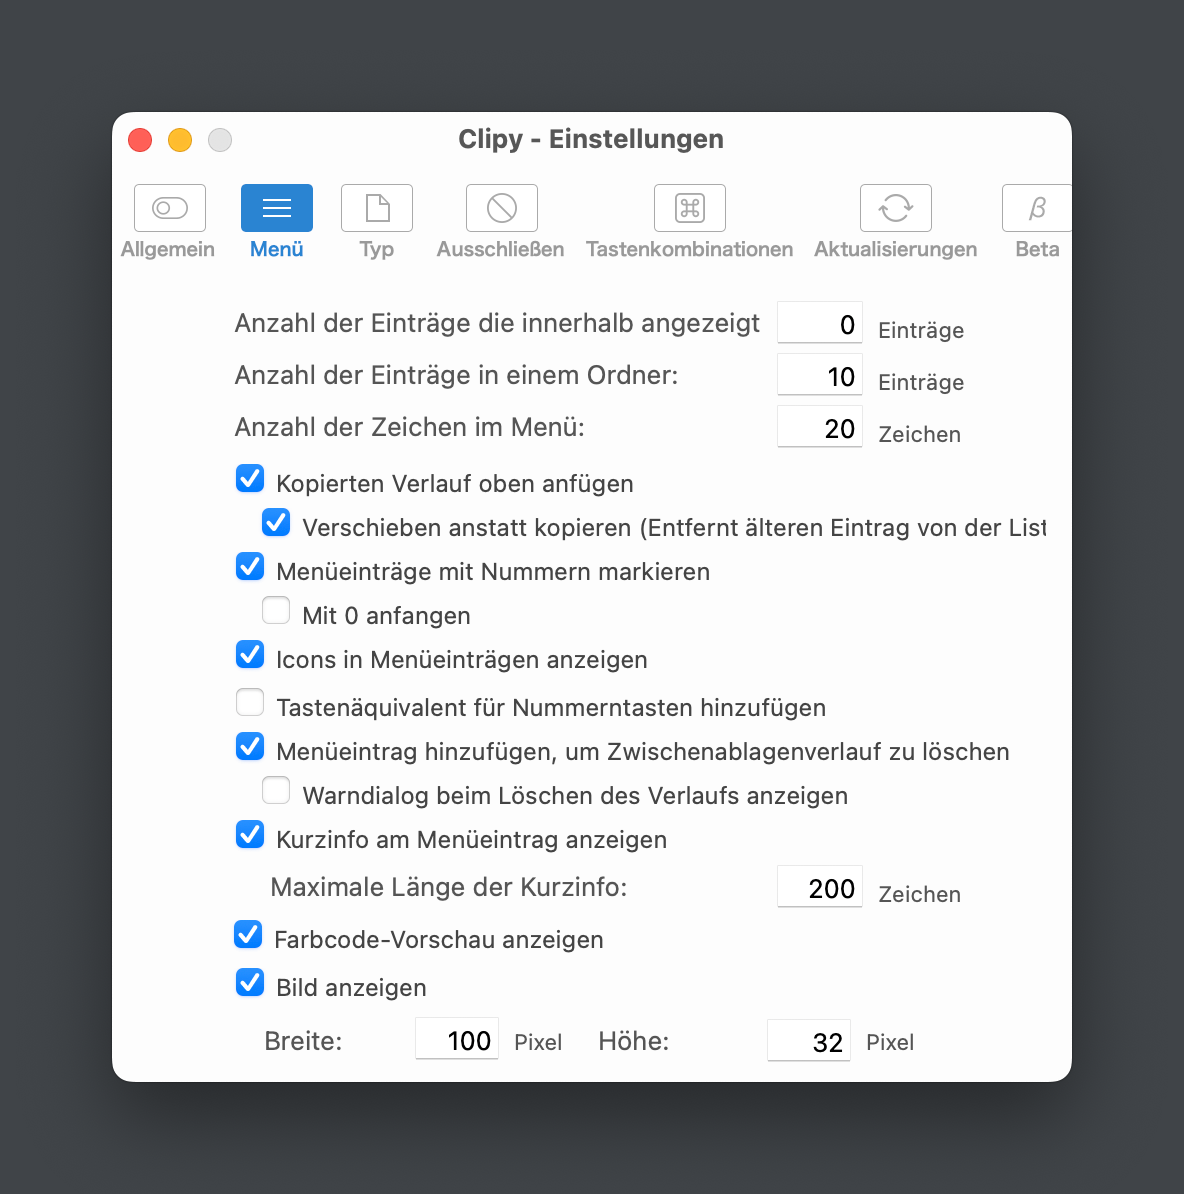 Clipy - Einstellungen
Allgemein
Menü
Typ
Ausschließen
Tastenkombinationen
Aktualisierungen
β
Beta
Anzahl der Einträge die innerhalb angezeigt 0 Einträge
Anzahl der Einträge in einem Ordner: 10 Einträge
Anzahl der Zeichen im Menü: 20 Zeichen
Kopierten Verlauf oben anfügen
Verschieben anstatt kopieren (Entfernt älteren Eintrag von der List
Menüeinträge mit Nummern markieren
Mit 0 anfangen
Icons in Menüeinträgen anzeigen
Tastenäquivalent für Nummerntasten hinzufügen
Menüeintrag hinzufügen, um Zwischenablagenverlauf zu löschen
Warndialog beim Löschen des Verlaufs anzeigen
Kurzinfo am Menüeintrag anzeigen
Maximale Länge der Kurzinfo: 200 Zeichen
Farbcode-Vorschau anzeigen
Bild anzeigen
Breite: 100 Pixel Höhe: 32 Pixel